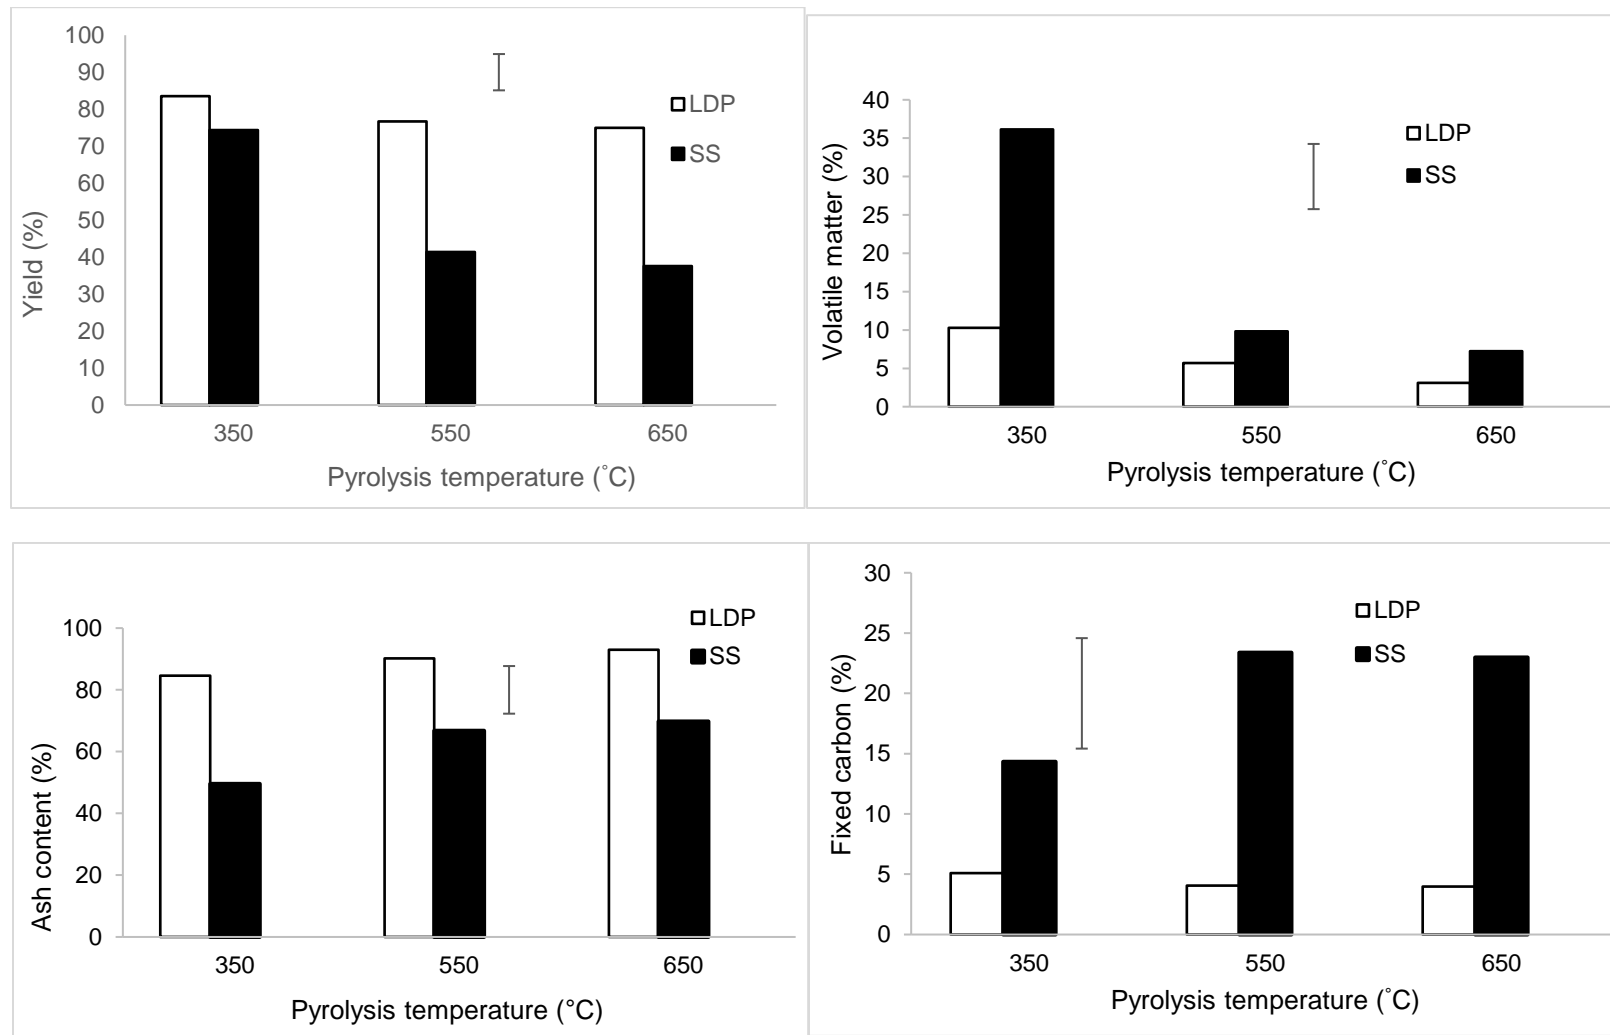 100
90
80
70
60
50
40
30
20
10
0
Yield (%)
LDP
SS
350 550 650
Pyrolysis temperature (°C)
40
35
30
25
20
15
10
5
0
Volatile matter (%)
LDP
SS
350 550 650
Pyrolysis temperature (°C)
100
80
60
40
20
0
Ash content (%)
LDP
SS
350 550 650
Pyrolysis temperature (°C)
30
25
20
15
10
5
0
Fixed carbon (%)
LDP
SS
350 550 650
Pyrolysis temperature (°C)